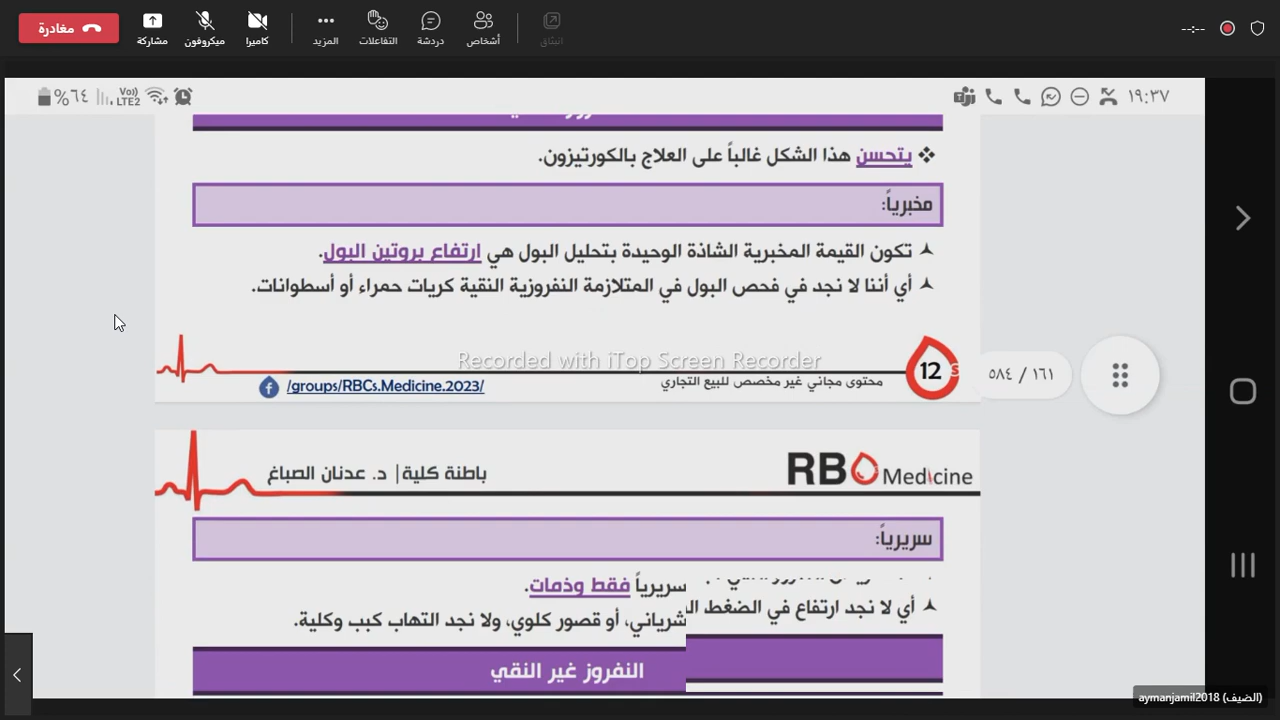 مغادرة
مشاركة
ميكروفون
كاميرا
المزيد
التفاعلات
دردشة
أشخاص
انبثاق
--:--
٦٤%
Vo)) LTE2
١٩:٣٧
❖ يتحسن هذا الشكل غالباً على العلاج بالكورتيزون.
مخبرياً:
تكون القيمة المخبرية الشاذة الوحيدة بتحليل البول هي ارتفاع بروتين البول.
أي أننا لا نجد في فحص البول في المتلازمة النفروزية النقية كريات حمراء أو أسطوانات.
Recorded with iTop Screen Recorder
12
١٦١ / ٥٨٤
محتوى مجاني غير مخصص للبيع التجاري
/groups/RBCs.Medicine.2023/
RB Medicine
باطنة كلية| د. عدنان الصباغ
سريرياً:
سريرياً فقط وذمات.
أي لا نجد ارتفاع في الضغط الشرياني، أو قصور كلوي، ولا نجد التهاب كبب وكلية.
النفروز غير النقي
aymanjamil2018 (الضيف)